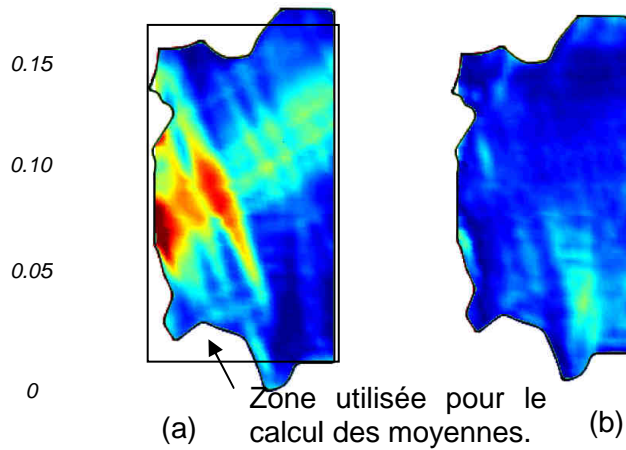 0.15
0.10
0.05
0
(a)
Zone utilisée pour le
calcul des moyennes.
(b)